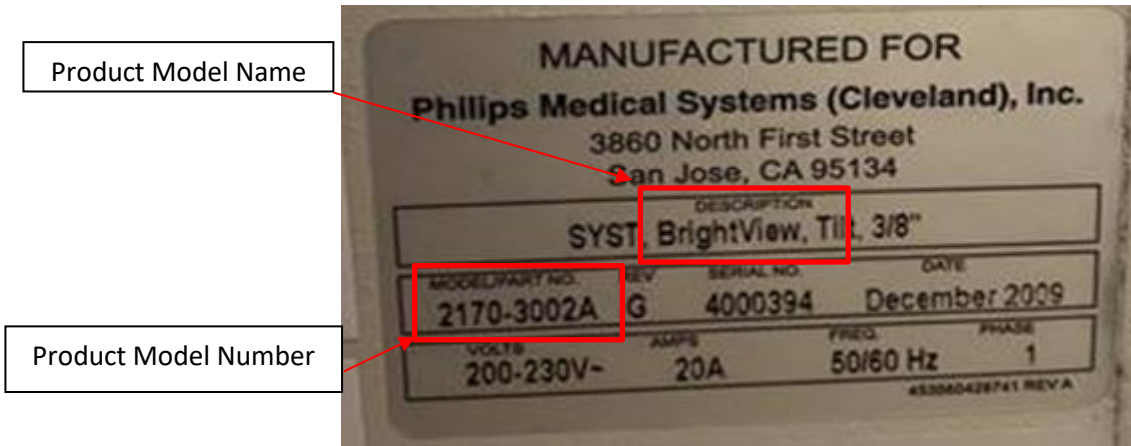 Product Model Name
MANUFACTURED FOR
Philips Medical Systems (Cleveland), Inc.
3860 North First Street
San Jose, CA 95134
DESCRIPTION
SYST, BrightView, Tilt, 3/8"
MODEL/PART NO. REV SERIAL NO. DATE
2170-3002A G 4000394 December 2009
Product Model Number
VOLTS AMPS FREQ. PHASE
200-230V~ 20A 50/60 Hz 1
REV A